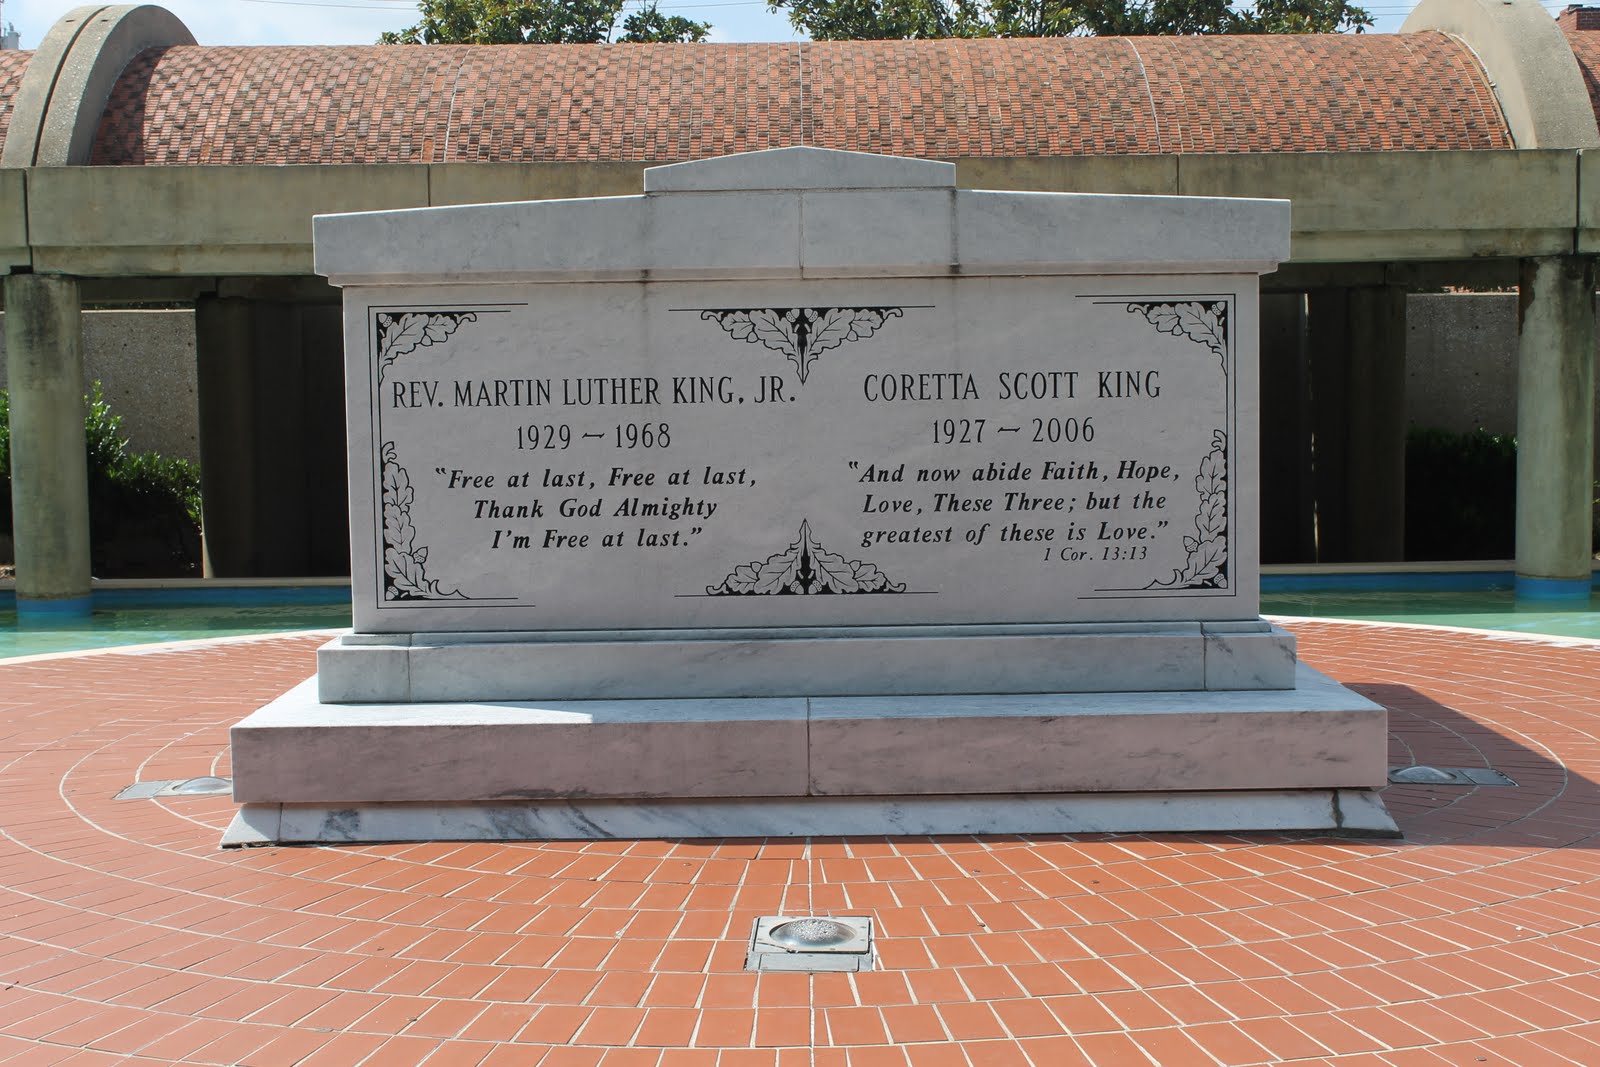 REV. MARTIN LUTHER KING, JR.
1929 — 1968
"Free at last, Free at last,
Thank God Almighty
I'm Free at last."
CORETTA SCOTT KING
1927 — 2006
"And now abide Faith, Hope,
Love, These Three; but the
greatest of these is Love."
1 Cor. 13:13